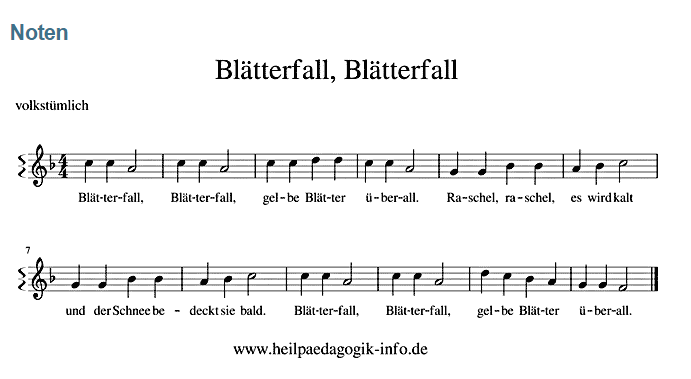 Noten
Blätterfall, Blätterfall
volkstümlich
Blät-ter-fall, Blät-ter-fall, gel-be Blät-ter ü-ber-all. Ra-schel, ra-schel, es wird kalt
7
und der Schnee be - deckt sie bald. Blät-ter-fall, Blät-ter-fall, gel-be Blät-ter ü-ber-all.
www.heilpaedagogik-info.de